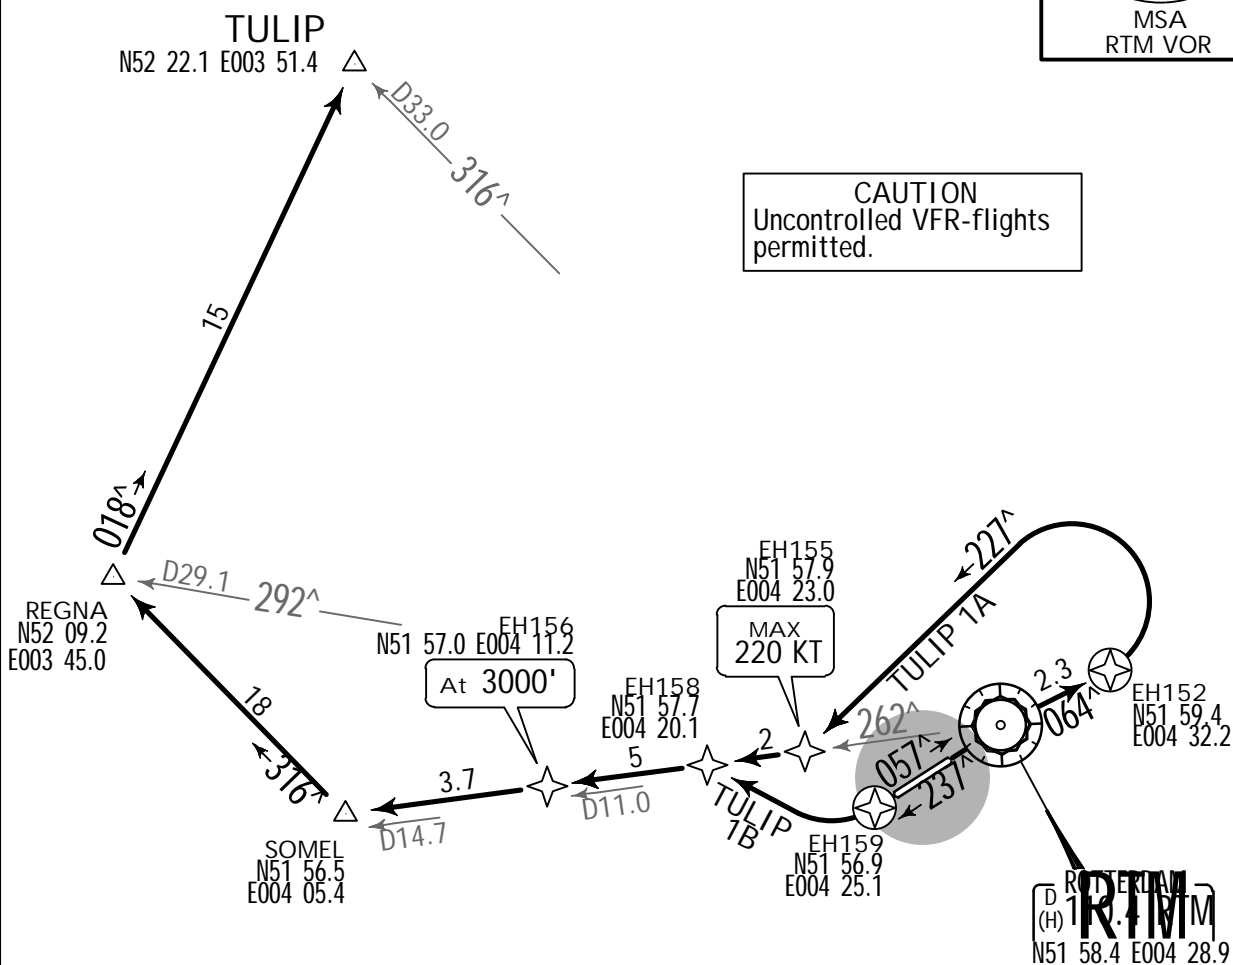 TULIP
N52 22.1 E003 51.4
MSA
RTM VOR
D33.0
316^
CAUTION
Uncontrolled VFR-flights
permitted.
15
018^
D29.1
292^
REGNA
N52 09.2
E003 45.0
18
316^
EH156
N51 57.0 E004 11.2
At 3000'
EH158
N51 57.7
E004 20.1
EH155
N51 57.9
E004 23.0
MAX
220 KT
227^
TULIP 1A
2.3
064^
EH152
N51 59.4
E004 32.2
262^
2
5
3.7
D11.0
D14.7
057^
237^
TULIP
1B
SOMEL
N51 56.5
E004 05.4
EH159
N51 56.9
E004 25.1
ROTTERDAM
D
(H)
RTM
N51 58.4 E004 28.9